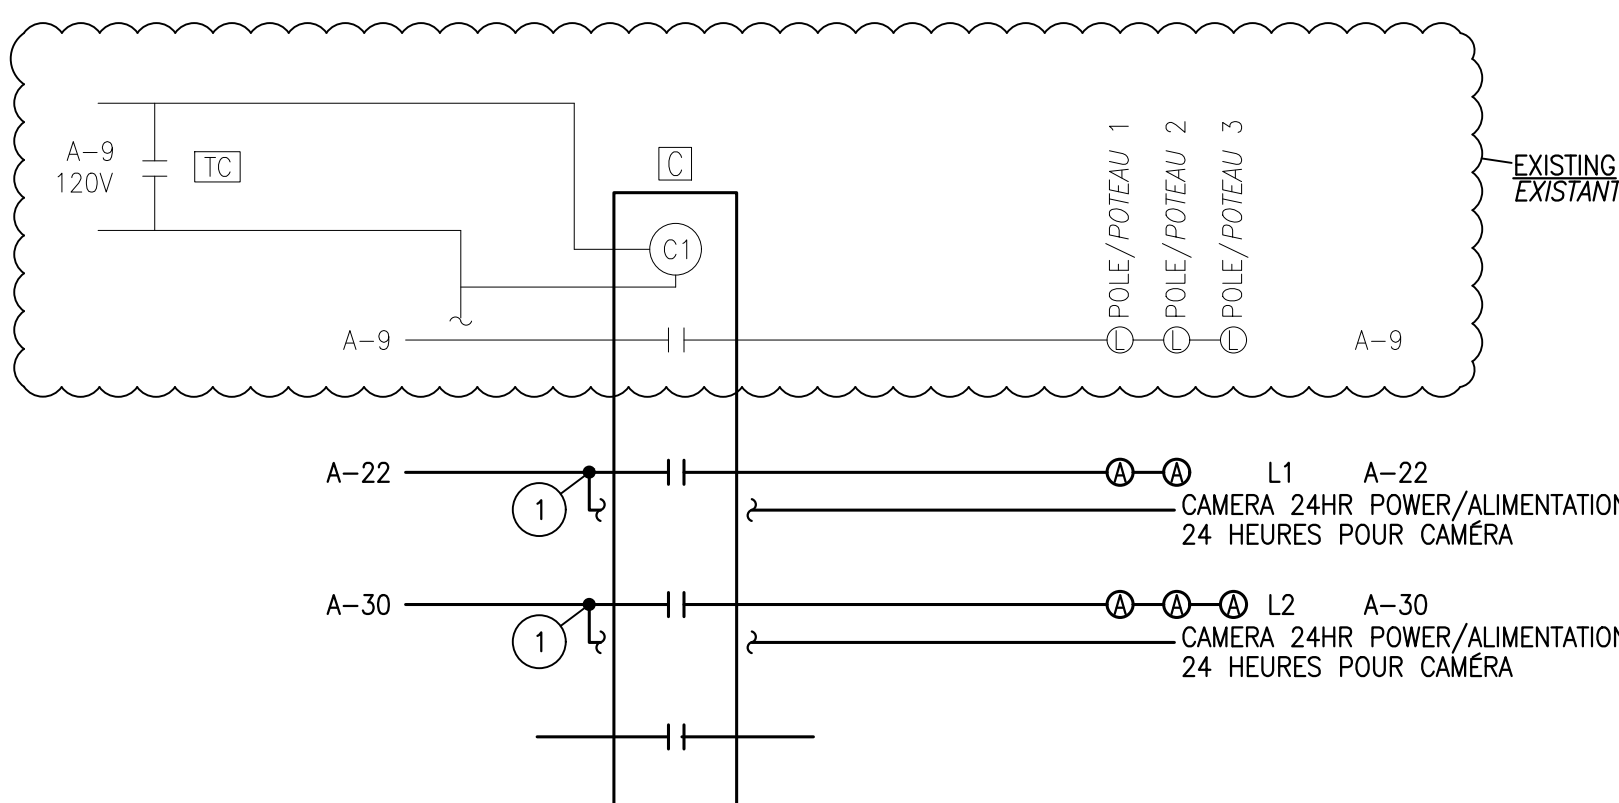 A-9
120V
TC
C
C1
POLE/POTEAU 1
POLE/POTEAU 2
POLE/POTEAU 3
EXISTING
EXISTANT
A-9
L
L
L
A-9
A-22
A
A
L1
A-22
1
CAMERA 24HR POWER/ALIMENTATION
24 HEURES POUR CAMÉRA
A-30
A
A
A
L2
A-30
1
CAMERA 24HR POWER/ALIMENTATION
24 HEURES POUR CAMÉRA